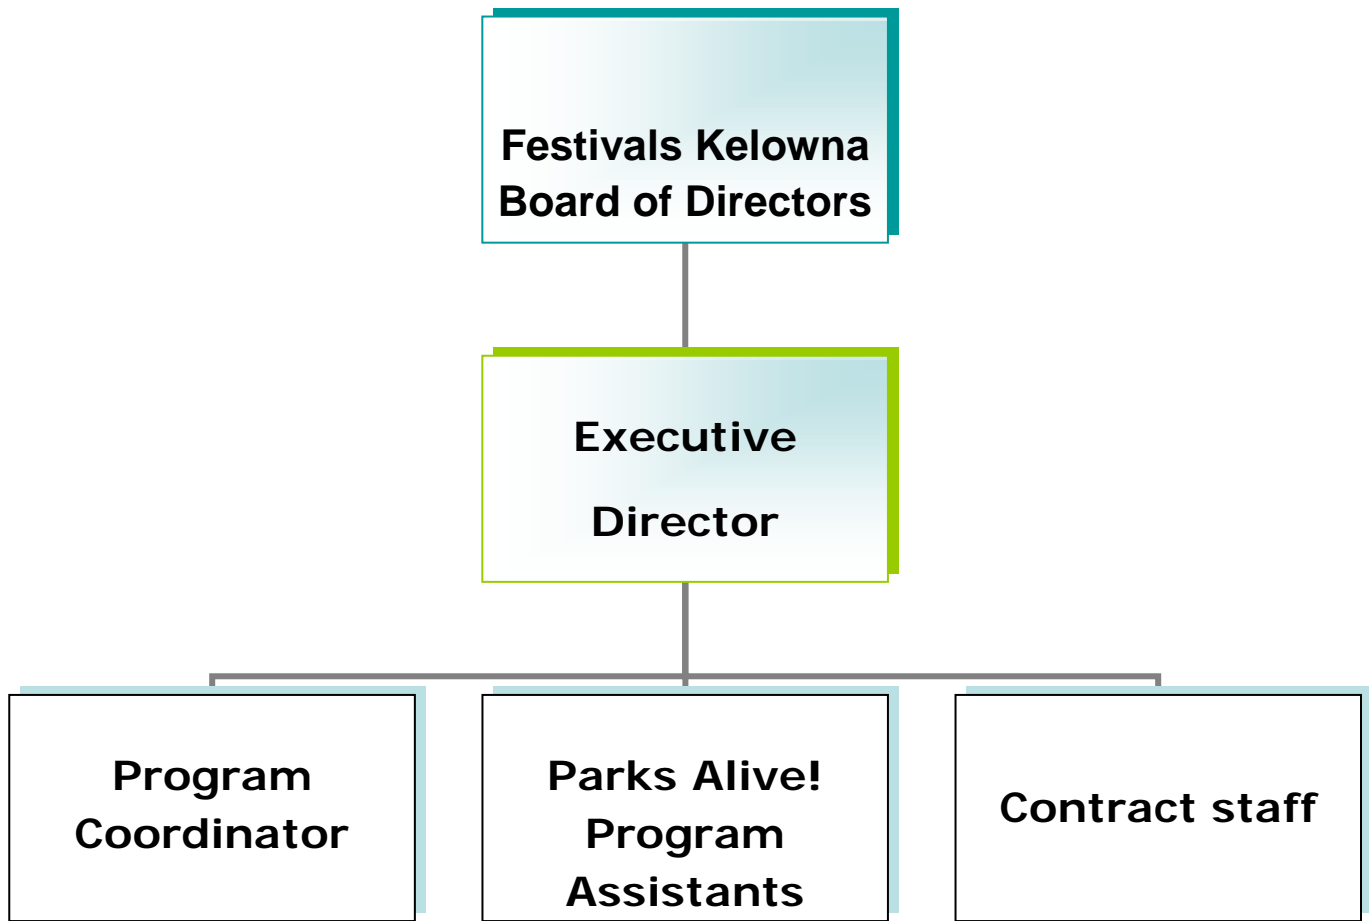 Festivals Kelowna
Board of Directors
Executive
Director
Program
Coordinator
Parks Alive!
Program
Assistants
Contract staff